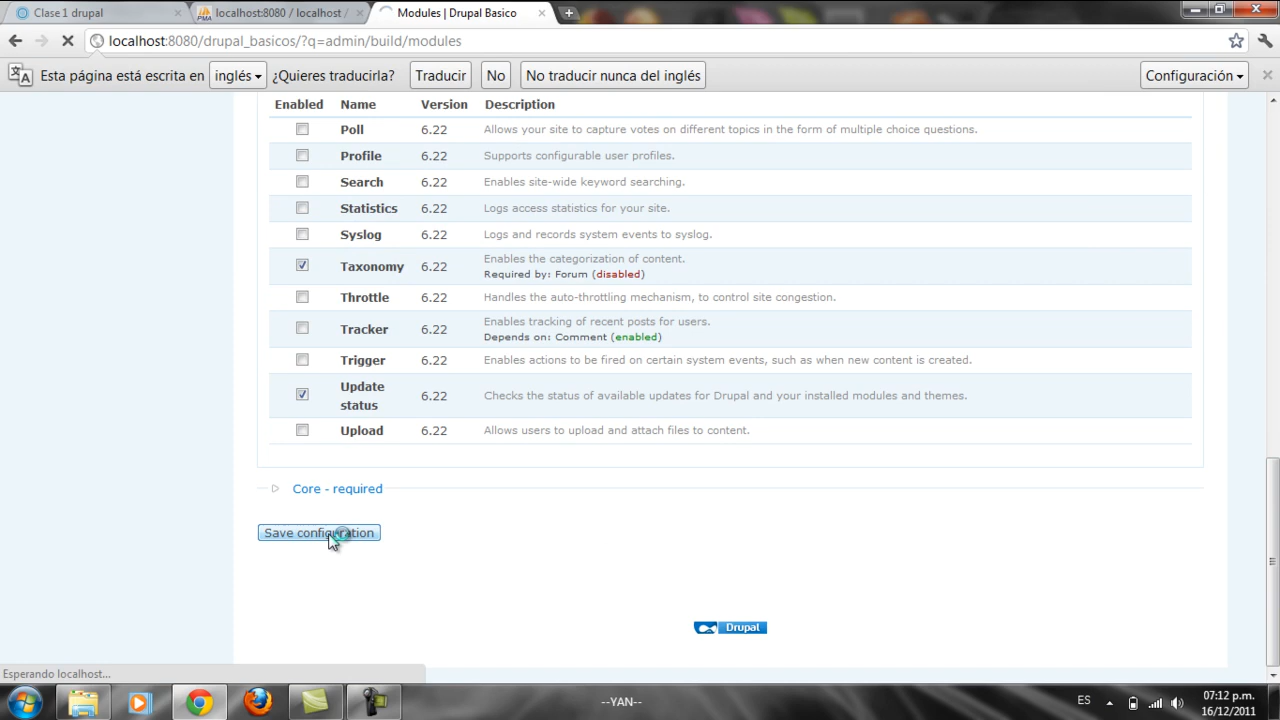 Clase 1 drupal
localhost:8080 / localhost /
Modules | Drupal Basico
localhost:8080/drupal_basicos/?q=admin/build/modules
Esta página está escrita en inglés ¿Quieres traducirla? Traducir No No traducir nunca del inglés Configuración
Enabled Name Version Description
Poll 6.22 Allows your site to capture votes on different topics in the form of multiple choice questions.
Profile 6.22 Supports configurable user profiles.
Search 6.22 Enables site-wide keyword searching.
Statistics 6.22 Logs access statistics for your site.
Syslog 6.22 Logs and records system events to syslog.
Taxonomy 6.22 Enables the categorization of content.
Required by: Forum (disabled)
Throttle 6.22 Handles the auto-throttling mechanism, to control site congestion.
Tracker 6.22 Enables tracking of recent posts for users.
Depends on: Comment (enabled)
Trigger 6.22 Enables actions to be fired on certain system events, such as when new content is created.
Update
status 6.22 Checks the status of available updates for Drupal and your installed modules and themes.
Upload 6.22 Allows users to upload and attach files to content.
Core - required
Save configuration
Drupal
Esperando localhost...
--YAN--
ES
07:12 p.m.
16/12/2011
PMA